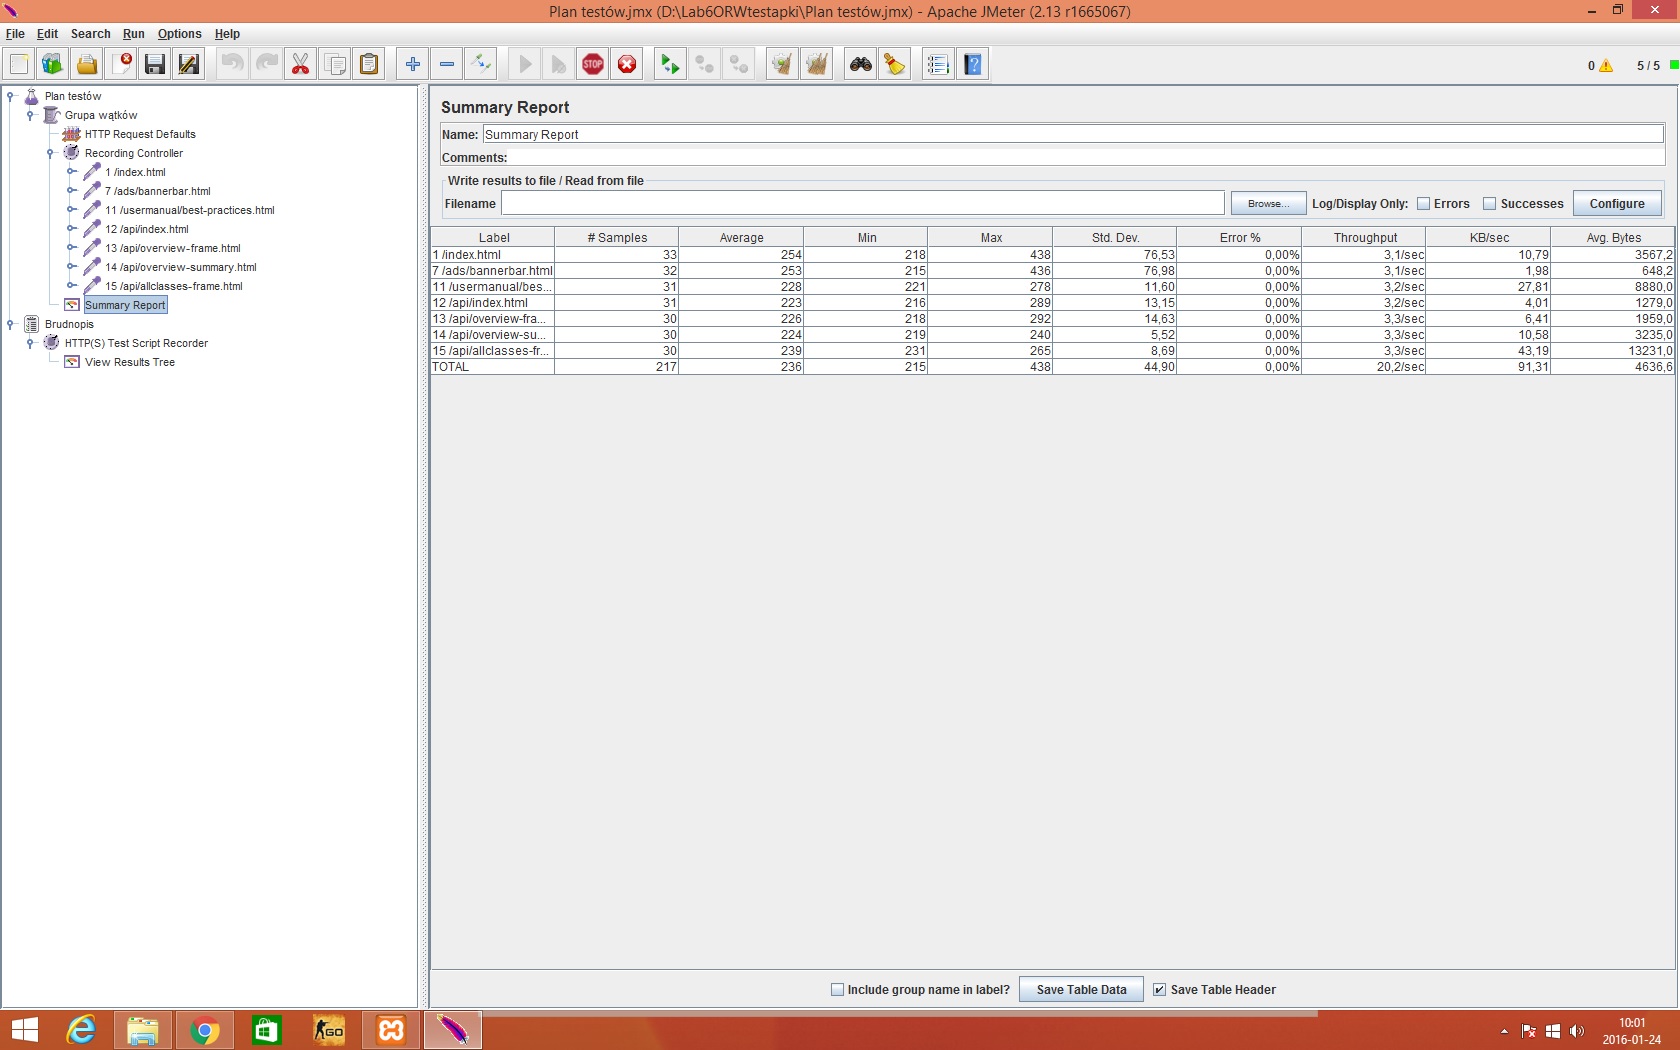 Plan testów.jmx (D:\Lab6ORWtestapki\Plan testów.jmx) - Apache JMeter (2.13 r1665067)
File Edit Search Run Options Help
STOP
0 5 / 5
Plan testów
Grupa wątków
HTTP Request Defaults
Recording Controller
1 /index.html
7 /ads/bannerbar.html
11 /usermanual/best-practices.html
12 /api/index.html
13 /api/overview-frame.html
14 /api/overview-summary.html
15 /api/allclasses-frame.html
Summary Report
Brudnopis
HTTP(S) Test Script Recorder
View Results Tree
Summary Report
Name: Summary Report
Comments:
Write results to file / Read from file
Filename Browse... Log/Display Only: Errors Successes Configure
Label # Samples Average Min Max Std. Dev. Error % Throughput KB/sec Avg. Bytes
1 /index.html 33 254 218 438 76,53 0,00% 3,1/sec 10,79 3567,2
7 /ads/bannerbar.html 32 253 215 436 76,98 0,00% 3,1/sec 1,98 648,2
11 /usermanual/bes... 31 228 221 278 11,60 0,00% 3,2/sec 27,81 8880,0
12 /api/index.html 31 223 216 289 13,15 0,00% 3,2/sec 4,01 1279,0
13 /api/overview-fra... 30 226 218 292 14,63 0,00% 3,3/sec 6,41 1959,0
14 /api/overview-su... 30 224 219 240 5,52 0,00% 3,3/sec 10,58 3235,0
15 /api/allclasses-fr... 30 239 231 265 8,69 0,00% 3,3/sec 43,19 13231,0
TOTAL 217 236 215 438 44,90 0,00% 20,2/sec 91,31 4636,6
Include group name in label? Save Table Data Save Table Header
GO
10:01
2016-01-24